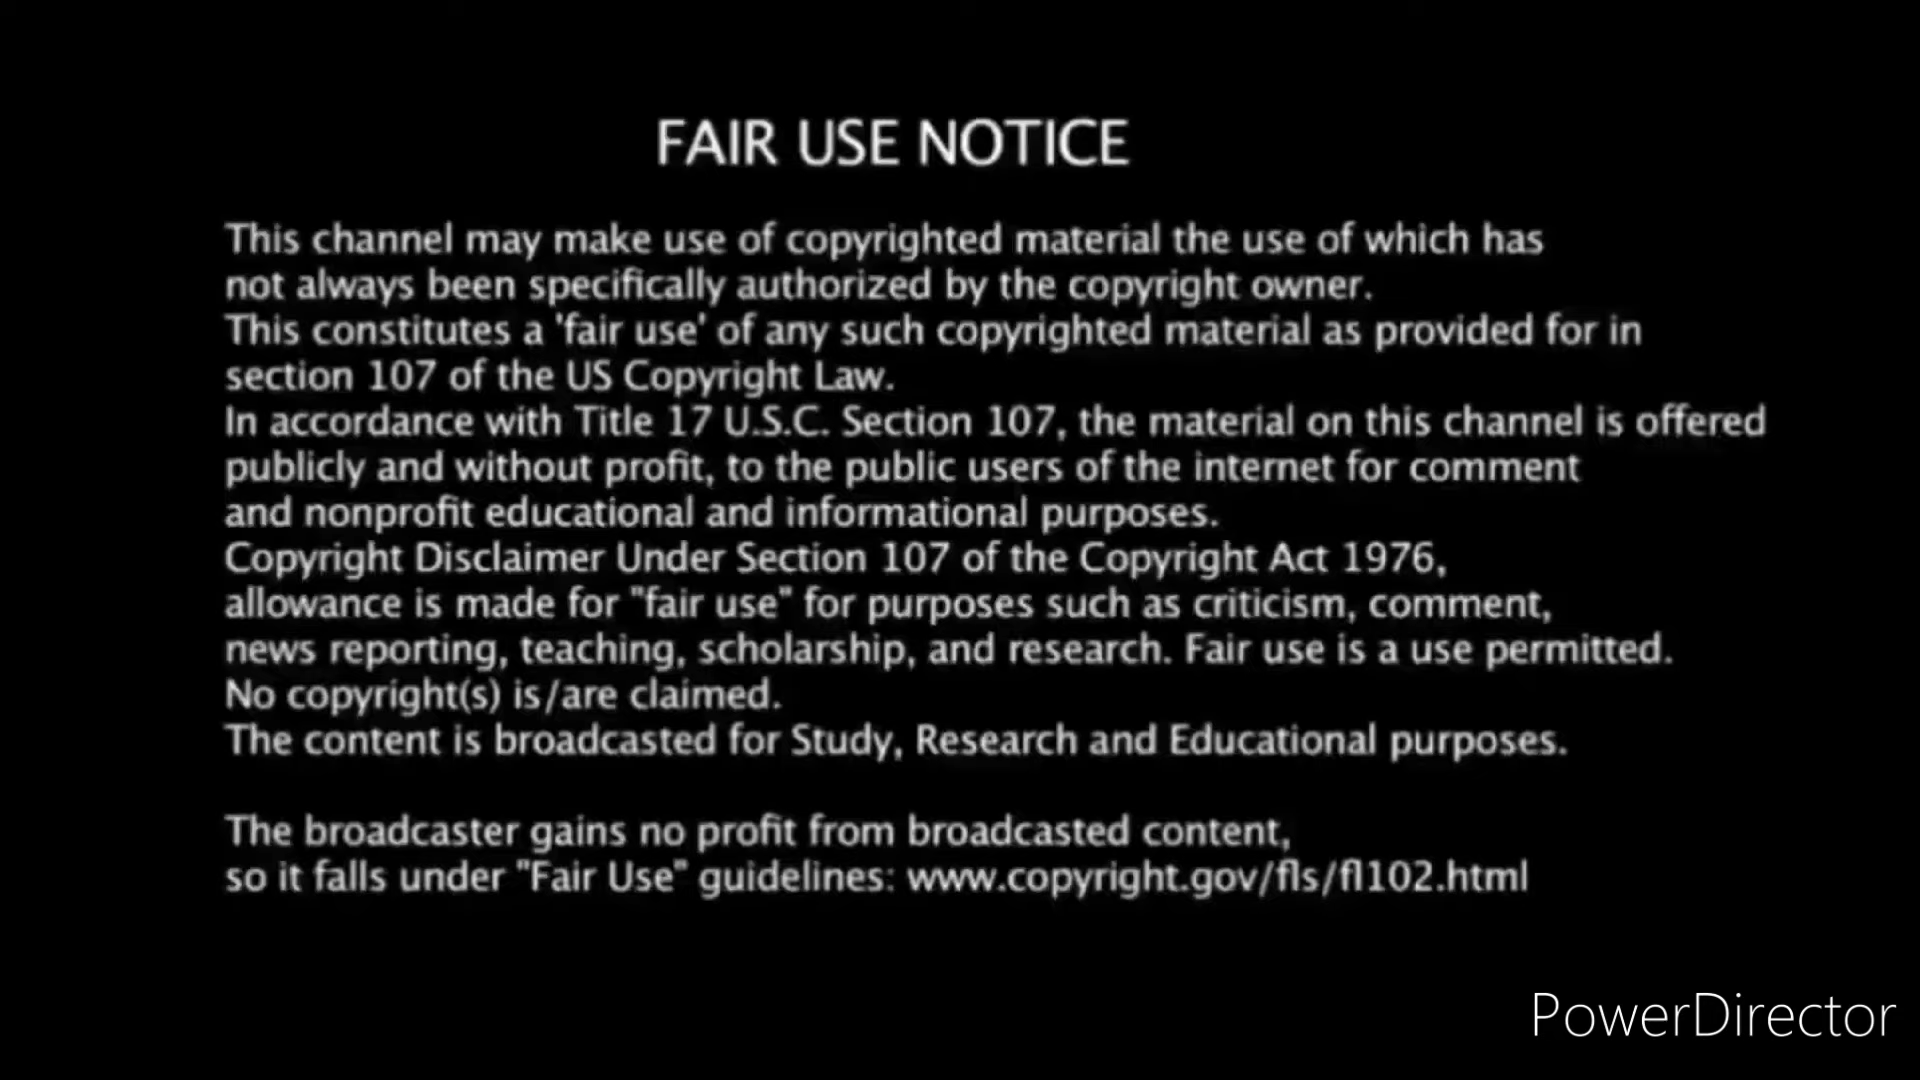 FAIR USE NOTICE
This channel may make use of copyrighted material the use of which has
not always been specifically authorized by the copyright owner.
This constitutes a 'fair use' of any such copyrighted material as provided for in
section 107 of the US Copyright Law.
In accordance with Title 17 U.S.C. Section 107, the material on this channel is offered
publicly and without profit, to the public users of the internet for comment
and nonprofit educational and informational purposes.
Copyright Disclaimer Under Section 107 of the Copyright Act 1976,
allowance is made for "fair use" for purposes such as criticism, comment,
news reporting, teaching, scholarship, and research. Fair use is a use permitted.
No copyright(s) is/are claimed.
The content is broadcasted for Study, Research and Educational purposes.
The broadcaster gains no profit from broadcasted content,
so it falls under "Fair Use" guidelines: www.copyright.gov/fls/fl102.html
PowerDirector